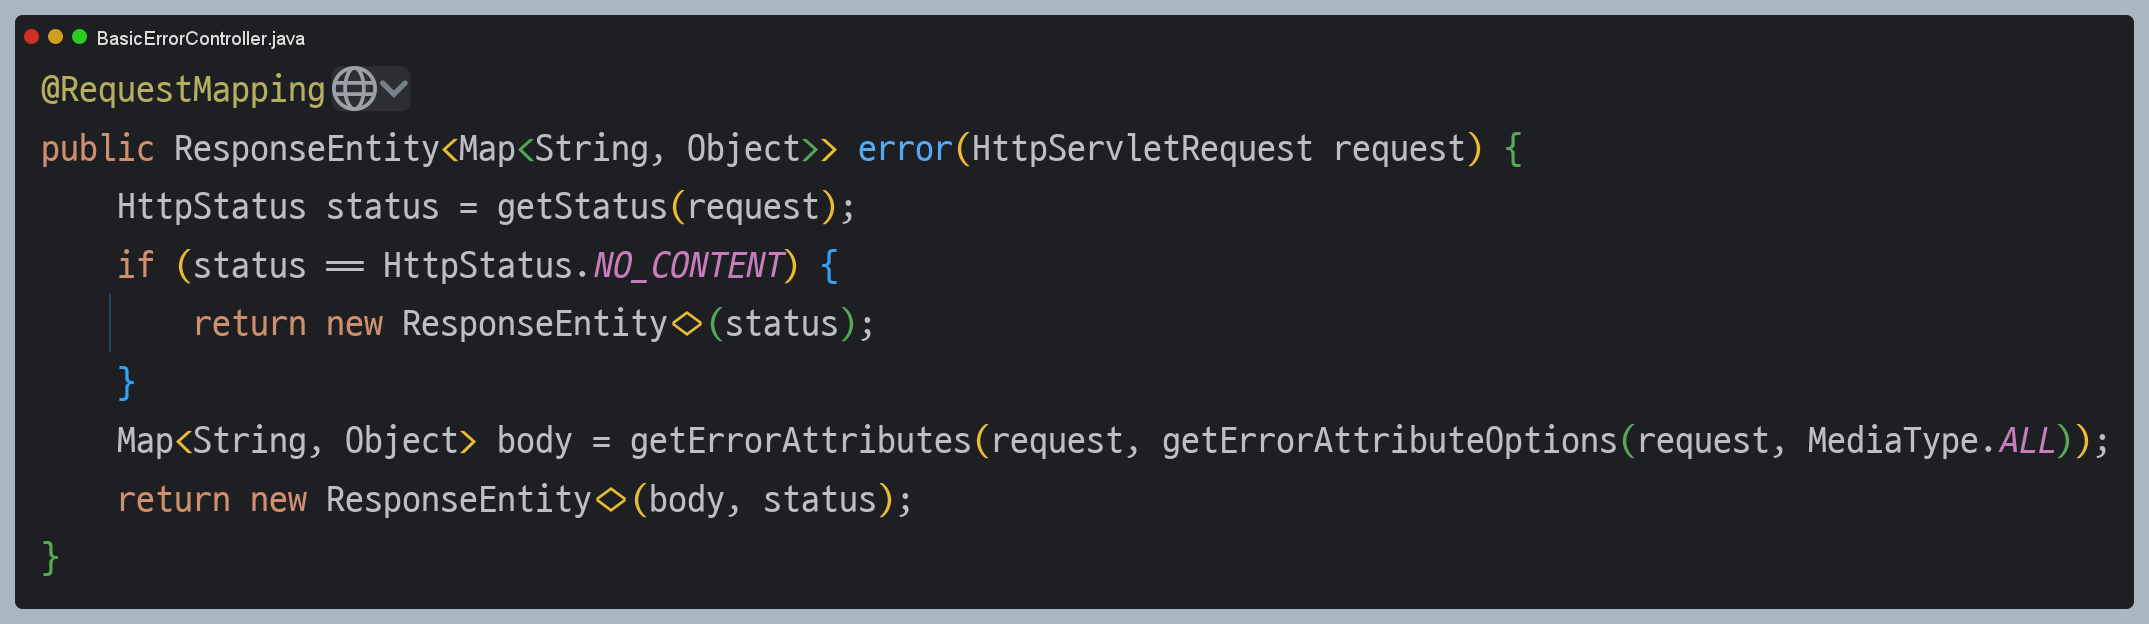 BasicErrorController.java
@RequestMapping
public ResponseEntity<Map<String, Object>> error(HttpServletRequest request) {
    HttpStatus status = getStatus(request);
    if (status == HttpStatus.NO_CONTENT) {
        return new ResponseEntity<>(status);
    }
    Map<String, Object> body = getErrorAttributes(request, getErrorAttributeOptions(request, MediaType.ALL));
    return new ResponseEntity<>(body, status);
}